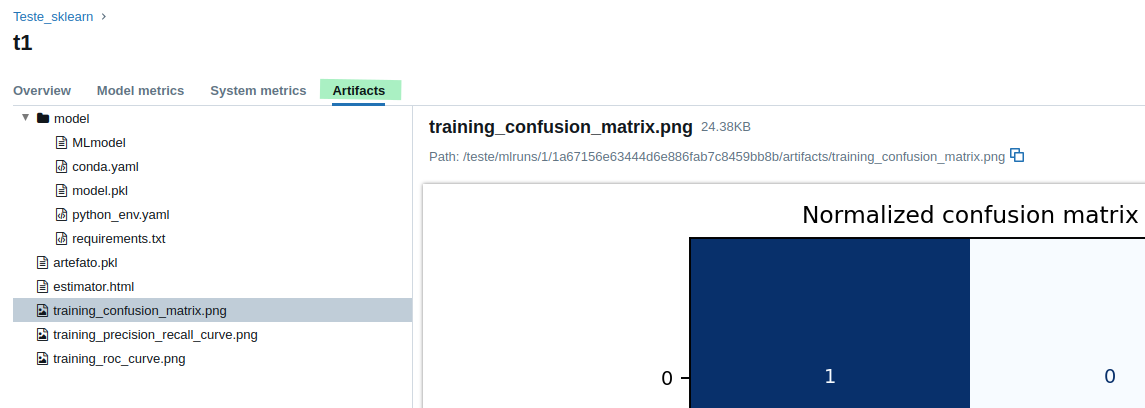 Teste_sklearn
t1
Overview Model metrics System metrics Artifacts
model
MLmodel
conda.yaml
model.pkl
python_env.yaml
requirements.txt
artefato.pkl
estimator.html
training_confusion_matrix.png
training_precision_recall_curve.png
training_roc_curve.png
training_confusion_matrix.png 24.38KB
Path: /teste/mlruns/1/1a67156e63444d6e886fab7c8459bb8b/artifacts/training_confusion_matrix.png
Normalized confusion matrix
0 1 0